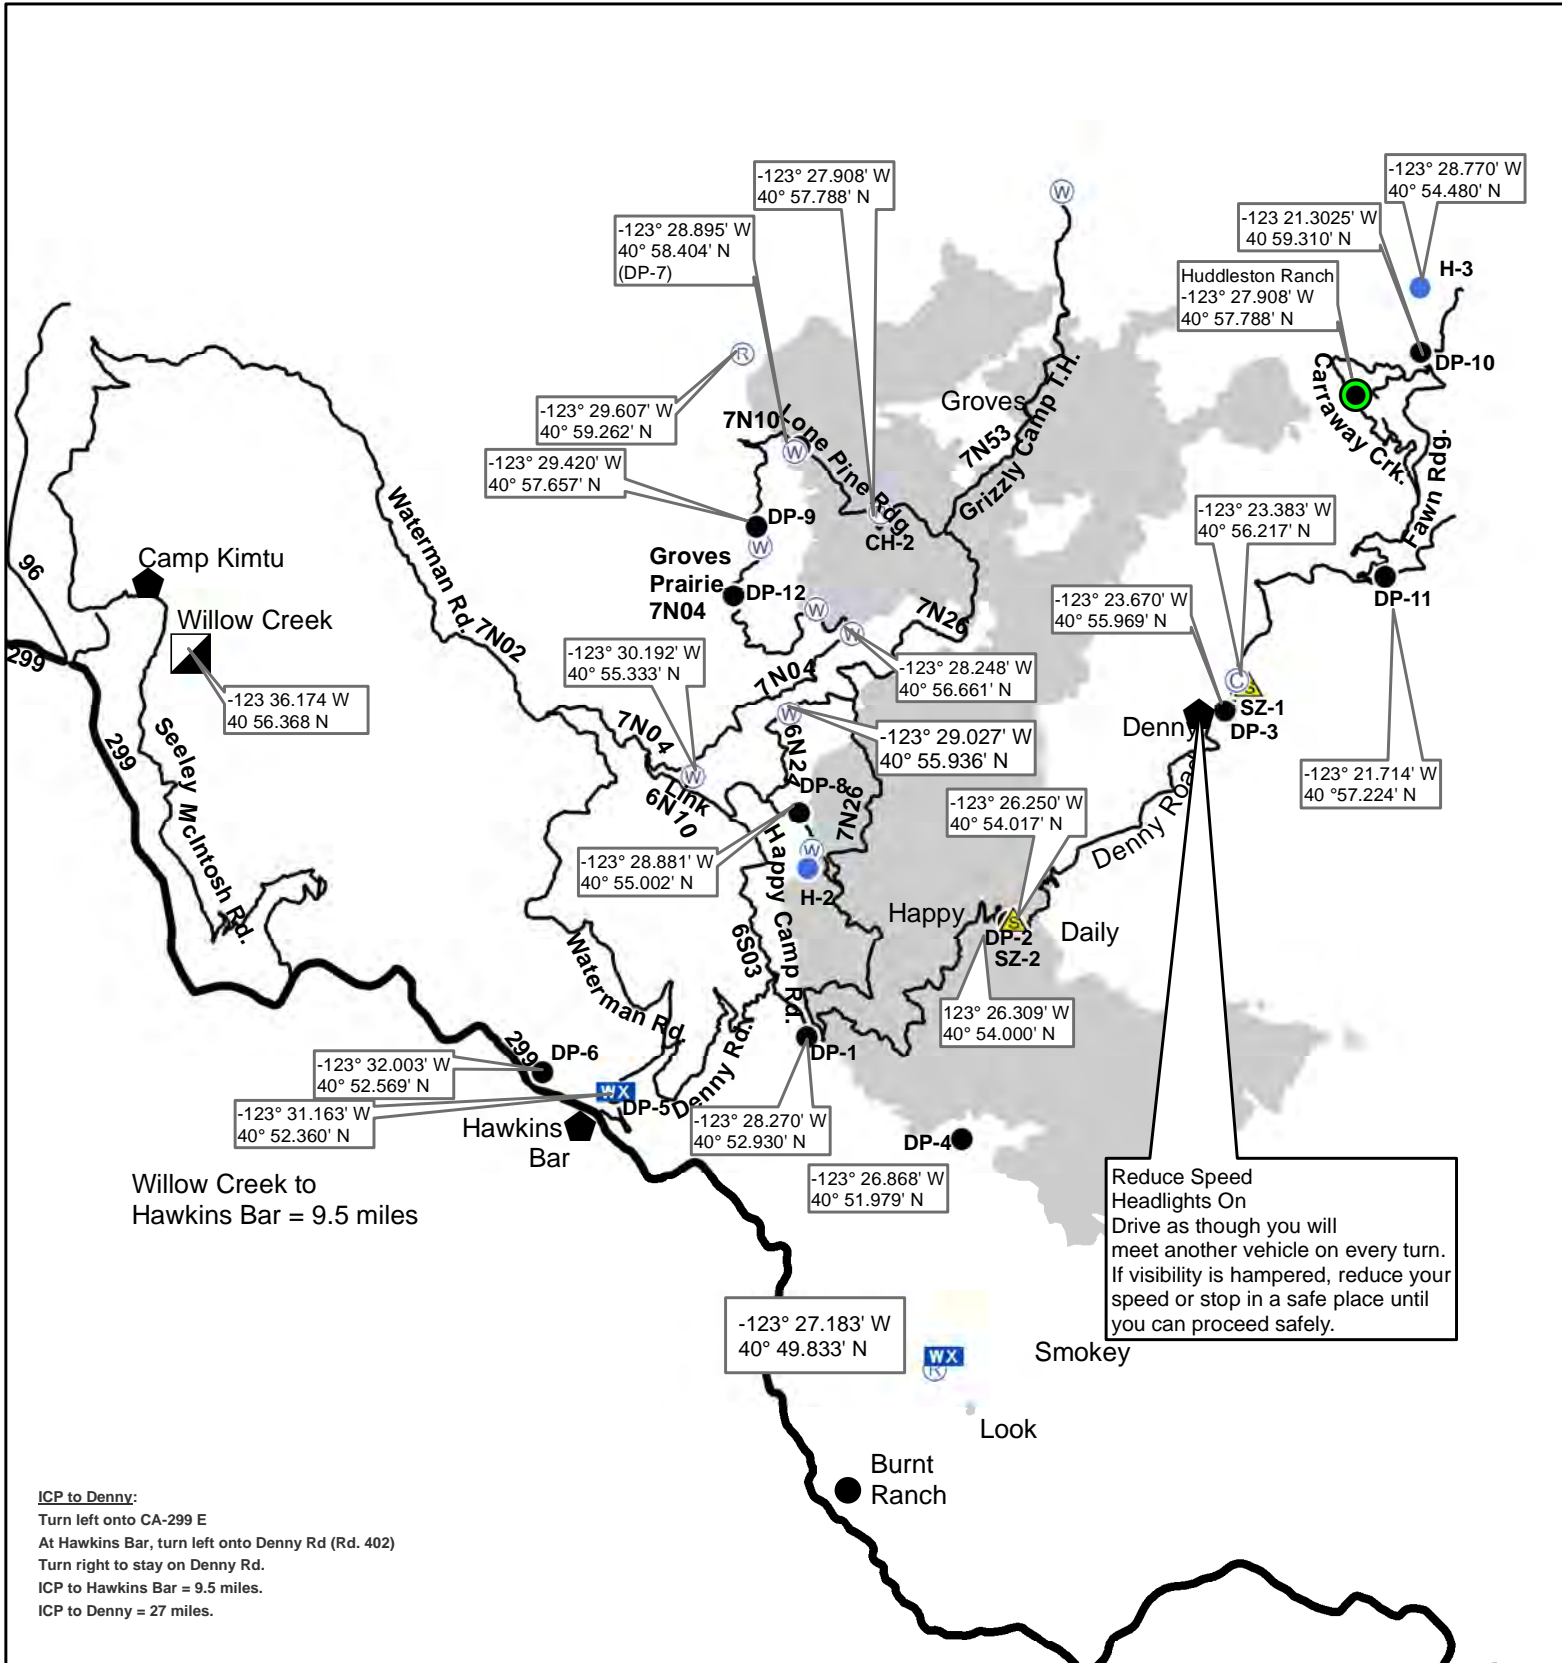 -123° 27.908' W
40° 57.788' N
-123° 28.770' W
40° 54.480' N
-123° 28.895' W
40° 58.404' N
(DP-7)
-123 21.3025' W
40 59.310' N
W
H-3
Huddleston Ranch
-123° 27.908' W
40° 57.788' N
R
DP-10
-123° 29.607' W
40° 59.262' N
7N10
Lone Pine Rdg.
Groves
7N53
Grizzly Camp T.H.
Carraway Crk.
Fawn Rdg.
W
-123° 29.420' W
40° 57.657' N
DP-9
W
CH-2
-123° 23.383' W
40° 56.217' N
Waterman Rd.
7N02
96
Camp Kimtu
Groves
Prairie
7N04
DP-12
W
W
7N26
DP-11
-123° 23.670' W
40° 55.969' N
Willow Creek
299
-123 36.174 W
40 56.368 N
-123° 30.192' W
40° 55.333' N
-123° 28.248' W
40° 56.661' N
7N04
C
S
SZ-1
DP-3
Denny
7N04
W
6N27
-123° 29.027' W
40° 55.936' N
299
Seeley McIntosh Rd.
W
Link
6N10
DP-8
7N26
-123° 26.250' W
40° 54.017' N
-123° 21.714' W
40 °57.224' N
Denny Road
-123° 28.881' W
40° 55.002' N
Happy Camp Rd.
W
H-2
6S03
Happy
S
DP-2
SZ-2
Daily
Waterman Rd.
123° 26.309' W
40° 54.000' N
299
DP-6
-123° 32.003' W
40° 52.569' N
WX
DP-5
Denny Rd.
DP-1
-123° 31.163' W
40° 52.360' N
Hawkins
Bar
-123° 28.270' W
40° 52.930' N
DP-4
-123° 26.868' W
40° 51.979' N
Willow Creek to
Hawkins Bar = 9.5 miles
Reduce Speed
Headlights On
Drive as though you will
meet another vehicle on every turn.
If visibility is hampered, reduce your
speed or stop in a safe place until
you can proceed safely.
-123° 27.183' W
40° 49.833' N
WX
R
Smokey
Look
Burnt
Ranch
ICP to Denny:
Turn left onto CA-299 E
At Hawkins Bar, turn left onto Denny Rd (Rd. 402)
Turn right to stay on Denny Rd.
ICP to Hawkins Bar = 9.5 miles.
ICP to Denny = 27 miles.